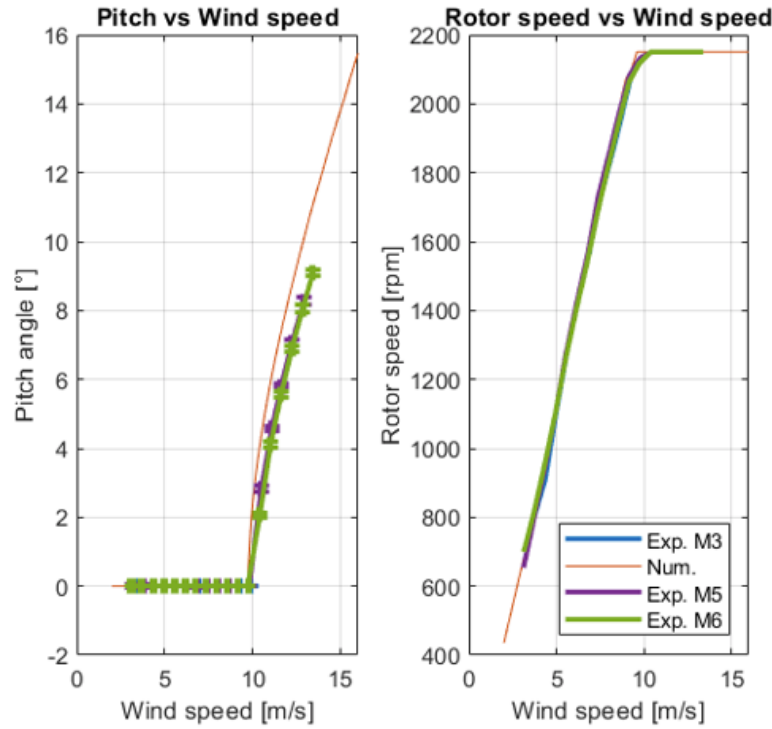 Pitch vs Wind speed
16
14
12
10
8
6
4
2
0
-2
Pitch angle [°]
0 5 10 15
Wind speed [m/s]
Rotor speed vs Wind speed
2200
2000
1800
1600
1400
1200
1000
800
600
400
Rotor speed [rpm]
0 5 10 15
Wind speed [m/s]
Exp. M3
Num.
Exp. M5
Exp. M6